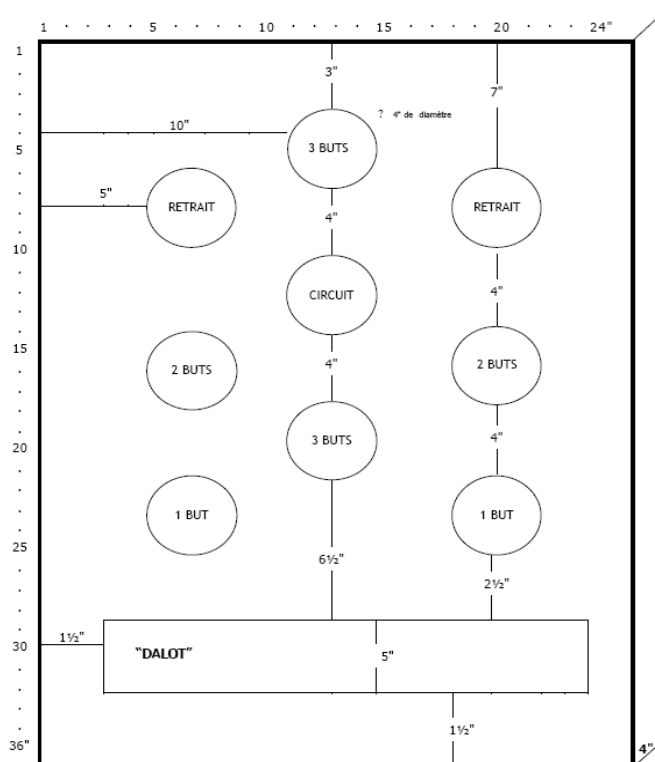 1 5 10 15 20 24"
1
3"
7"
? 4" de diamètre
10"
5
3 BUTS
5"
RETRAIT
RETRAIT
4"
10
4"
CIRCUIT
15
4"
2 BUTS
2 BUTS
20
3 BUTS
4"
1 BUT
1 BUT
25
6½"
2½"
1½"
30
"DALOT"
5"
1½"
36"
4"